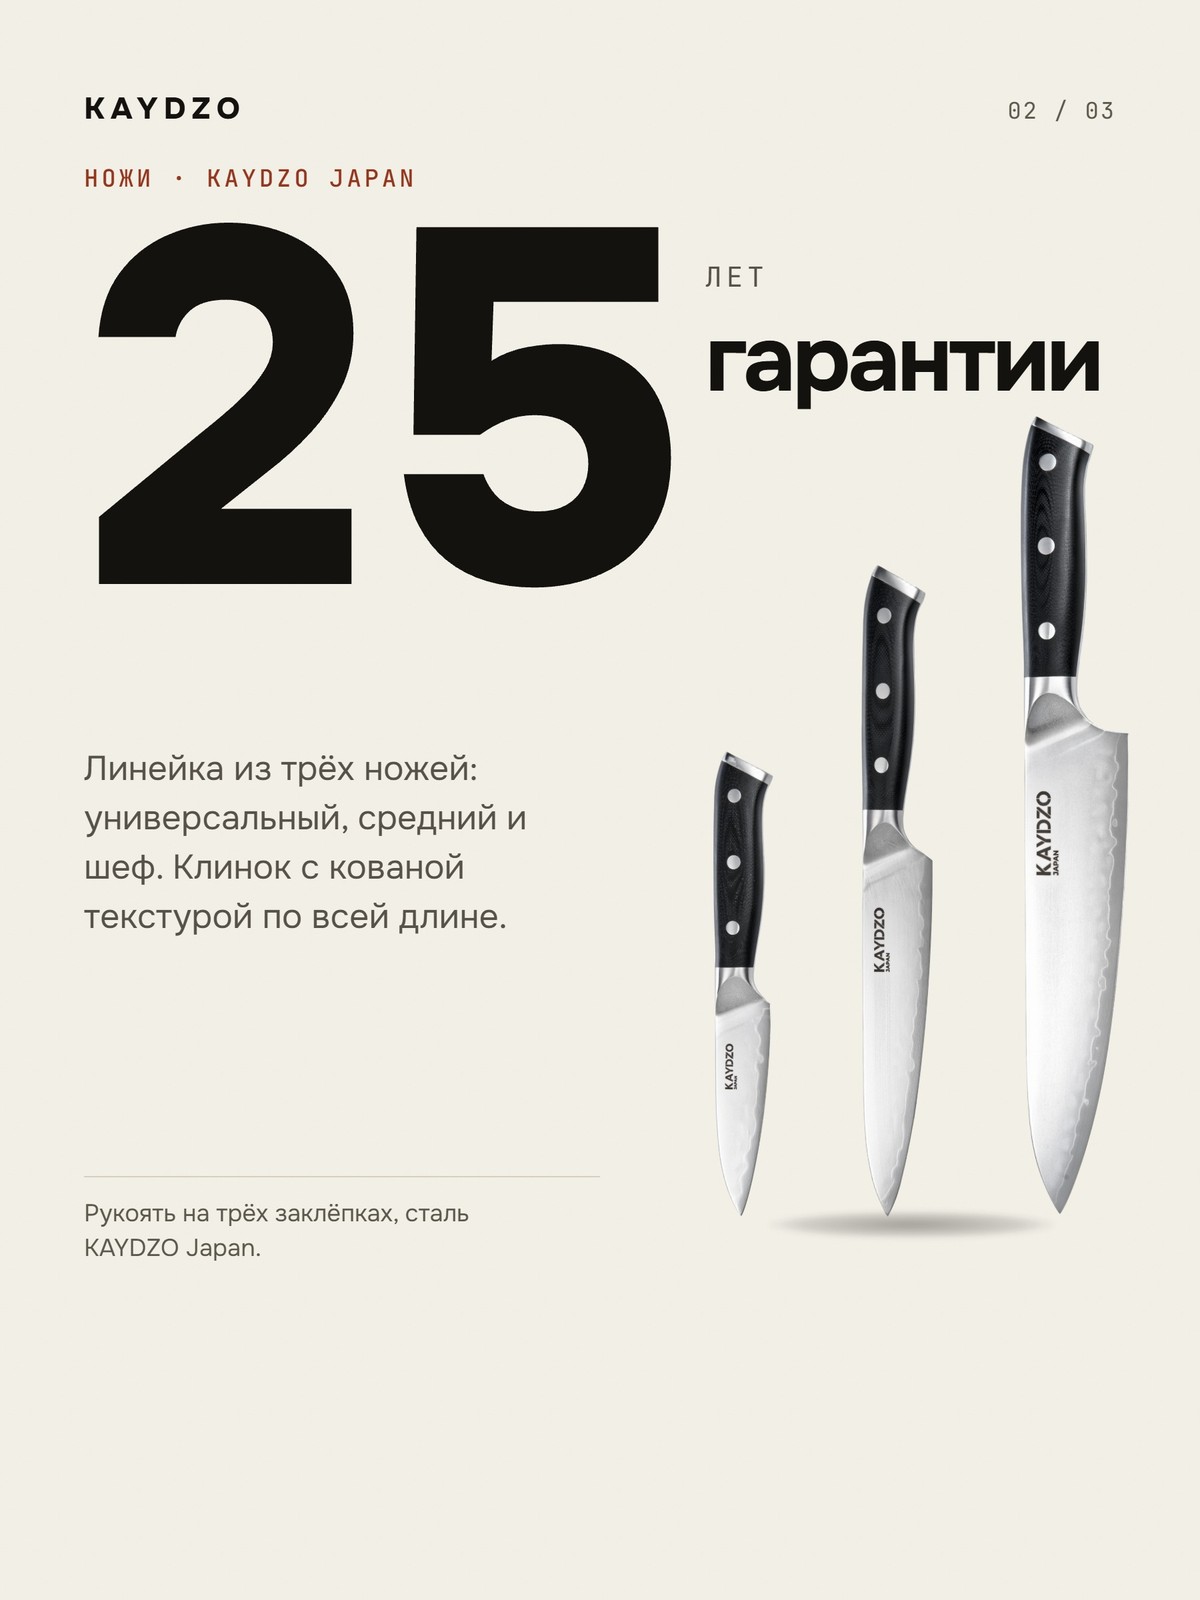 KAYDZO
02 / 03
НОЖИ · KAYDZO JAPAN
25
ЛЕТ
гарантии
Линейка из трёх ножей:
универсальный, средний и
шеф. Клинок с кованой
текстурой по всей длине.
KAYDZO
JAPAN
KAYDZO
JAPAN
KAYDZO
JAPAN
Рукоять на трёх заклёпках, сталь
KAYDZO Japan.